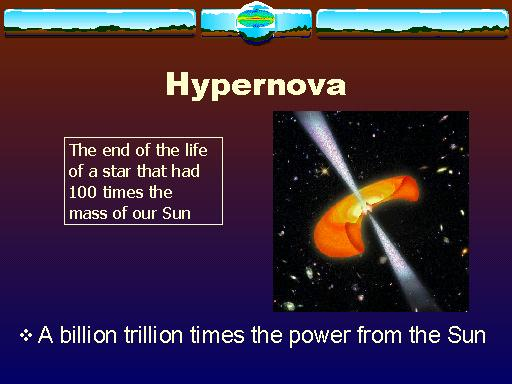 Hypernova
The end of the life
of a star that had
100 times the
mass of our Sun
❖ A billion trillion times the power from the Sun